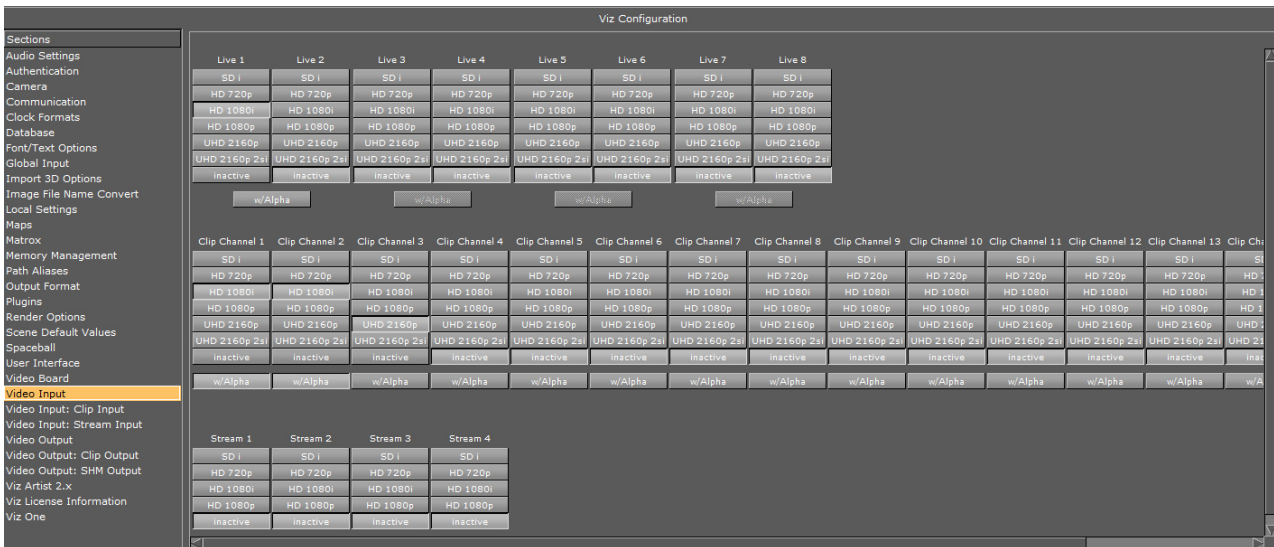 Viz Configuration
Sections
Audio Settings
Authentication
Camera
Communication
Clock Formats
Database
Font/Text Options
Global Input
Import 3D Options
Image File Name Convert
Local Settings
Maps
Matrox
Memory Management
Path Aliases
Output Format
Plugins
Render Options
Scene Default Values
Spaceball
User Interface
Video Board
Video Input
Video Input: Clip Input
Video Input: Stream Input
Video Output
Video Output: Clip Output
Video Output: SHM Output
Viz Artist 2.x
Viz License Information
Viz One
Live 1 Live 2 Live 3 Live 4 Live 5 Live 6 Live 7 Live 8
SD i SD i SD i SD i SD i SD i SD i SD i
HD 720p HD 720p HD 720p HD 720p HD 720p HD 720p HD 720p HD 720p
HD 1080i HD 1080i HD 1080i HD 1080i HD 1080i HD 1080i HD 1080i HD 1080i
HD 1080p HD 1080p HD 1080p HD 1080p HD 1080p HD 1080p HD 1080p HD 1080p
UHD 2160p UHD 2160p UHD 2160p UHD 2160p UHD 2160p UHD 2160p UHD 2160p UHD 2160p
UHD 2160p 2si UHD 2160p 2si UHD 2160p 2si UHD 2160p 2si UHD 2160p 2si UHD 2160p 2si UHD 2160p 2si UHD 2160p 2si
inactive inactive inactive inactive inactive inactive inactive inactive
w/Alpha w/Alpha w/Alpha w/Alpha
Clip Channel 1 Clip Channel 2 Clip Channel 3 Clip Channel 4 Clip Channel 5 Clip Channel 6 Clip Channel 7 Clip Channel 8 Clip Channel 9 Clip Channel 10 Clip Channel 11 Clip Channel 12 Clip Channel 13 Clip Cha
SD i SD i SD i SD i SD i SD i SD i SD i SD i SD i SD i SD i SD i S
HD 720p HD 720p HD 720p HD 720p HD 720p HD 720p HD 720p HD 720p HD 720p HD 720p HD 720p HD 720p HD 720p HD
HD 1080i HD 1080i HD 1080i HD 1080i HD 1080i HD 1080i HD 1080i HD 1080i HD 1080i HD 1080i HD 1080i HD 1080i HD 1080i HD 1
HD 1080p HD 1080p HD 1080p HD 1080p HD 1080p HD 1080p HD 1080p HD 1080p HD 1080p HD 1080p HD 1080p HD 1080p HD 1080p HD 1
UHD 2160p UHD 2160p UHD 2160p UHD 2160p UHD 2160p UHD 2160p UHD 2160p UHD 2160p UHD 2160p UHD 2160p UHD 2160p UHD 2160p UHD 2160p UHD
UHD 2160p 2si UHD 2160p 2si UHD 2160p 2si UHD 2160p 2si UHD 2160p 2si UHD 2160p 2si UHD 2160p 2si UHD 2160p 2si UHD 2160p 2si UHD 2160p 2si UHD 2160p 2si UHD 2160p 2si UHD 2160p 2si UHD 21
inactive inactive inactive inactive inactive inactive inactive inactive inactive inactive inactive inactive inactive inac
w/Alpha w/Alpha w/Alpha w/Alpha w/Alpha w/Alpha w/Alpha w/Alpha w/Alpha w/Alpha w/Alpha w/Alpha w/Alpha w/A
Stream 1 Stream 2 Stream 3 Stream 4
SD i SD i SD i SD i
HD 720p HD 720p HD 720p HD 720p
HD 1080i HD 1080i HD 1080i HD 1080i
HD 1080p HD 1080p HD 1080p HD 1080p
inactive inactive inactive inactive